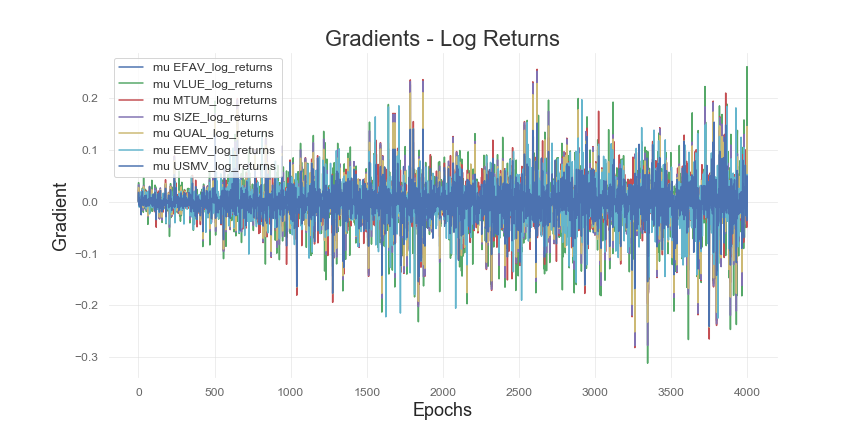 Gradients - Log Returns
mu EFAV_log_returns
mu VLUE_log_returns
mu MTUM_log_returns
mu SIZE_log_returns
mu QUAL_log_returns
mu EEMV_log_returns
mu USMV_log_returns
0.2
0.1
0.0
−0.1
−0.2
−0.3
Gradient
0 500 1000 1500 2000 2500 3000 3500 4000
Epochs